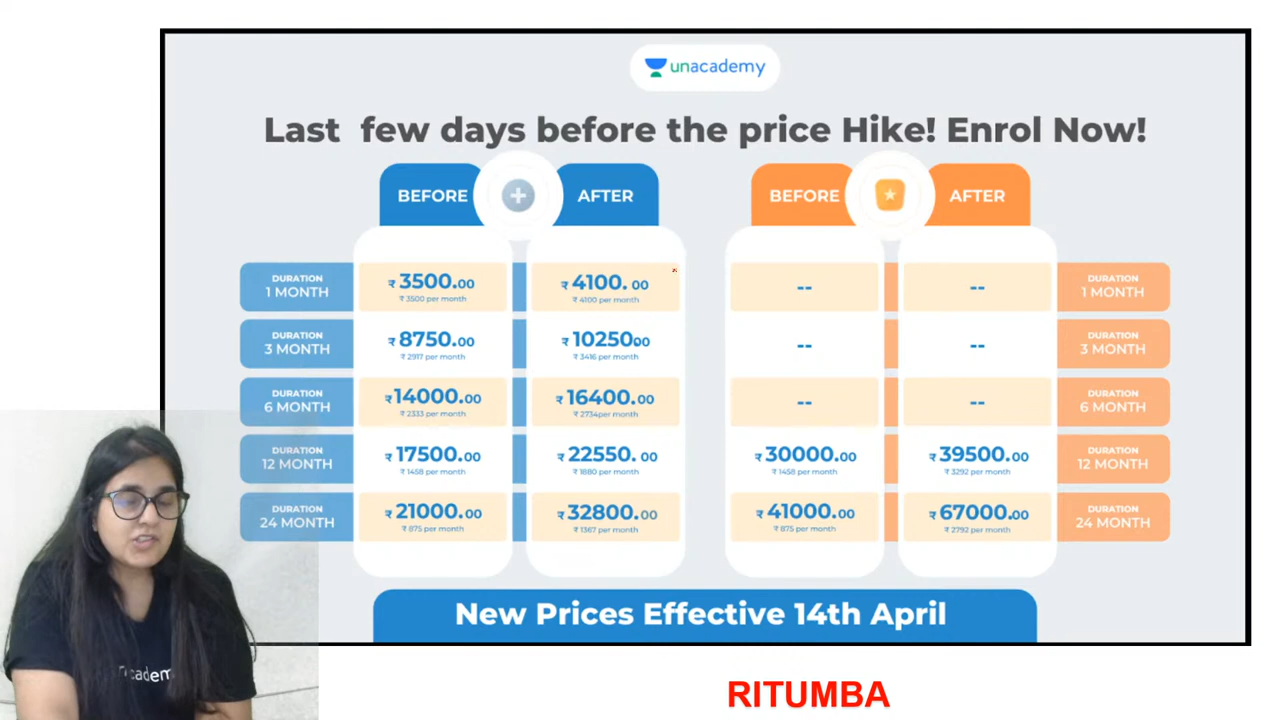 unacademy
Last few days before the price Hike! Enrol Now!
BEFORE AFTER BEFORE AFTER
DURATION
1 MONTH
₹ 3500.00
₹ 3500 per month
₹ 4100. 00
₹ 4100 per month
--
--
DURATION
1 MONTH
DURATION
3 MONTH
₹ 8750.00
₹ 2917 per month
₹ 1025000
₹ 3416 per month
--
--
DURATION
3 MONTH
DURATION
6 MONTH
₹ 14000.00
₹ 2333 per month
₹ 16400.00
₹ 2734per month
--
--
DURATION
6 MONTH
DURATION
12 MONTH
₹ 17500.00
₹ 1458 per month
₹ 22550. 00
₹ 1880 per month
₹ 30000.00
₹ 1458 per month
₹ 39500.00
₹ 3292 per month
DURATION
12 MONTH
DURATION
24 MONTH
₹ 21000.00
₹ 875 per month
₹ 32800.00
₹ 1367 per month
₹ 41000.00
₹ 875 per month
₹ 67000.00
₹ 2792 per month
DURATION
24 MONTH
New Prices Effective 14th April
RITUMBA